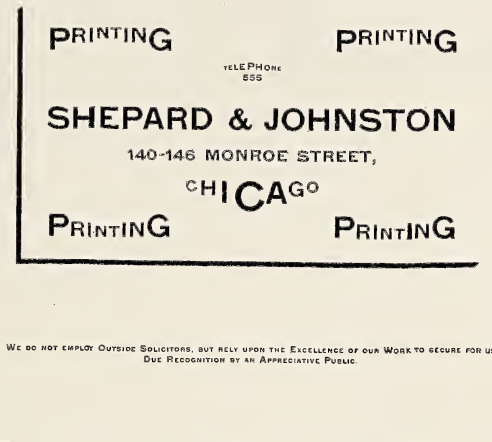 PRINTING PRINTING
TELEPHONE
555
SHEPARD & JOHNSTON
140-146 MONROE STREET,
CHICAGO
PRINTING PRINTING
WE DO NOT EMPLOY OUTSIDE SOLICITORS, BUT RELY UPON THE EXCELLENCE OF OUR WORK TO SECURE FOR US
DUE RECOGNITION BY AN APPRECIATIVE PUBLIC.